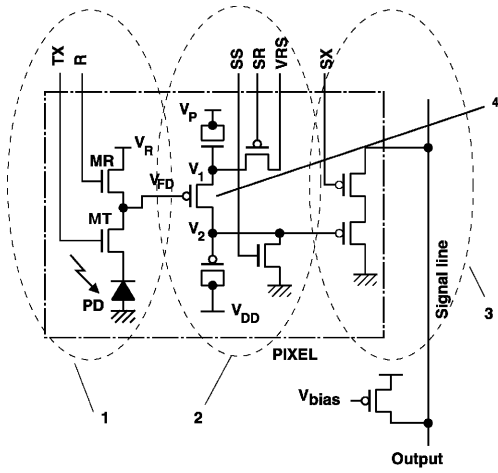 TX R SS SR VRS SX
4
VP
VR
MR
V1
VFD
MT
V2
PD
VDD
Signal line
PIXEL
3
Vbias
1 2
Output